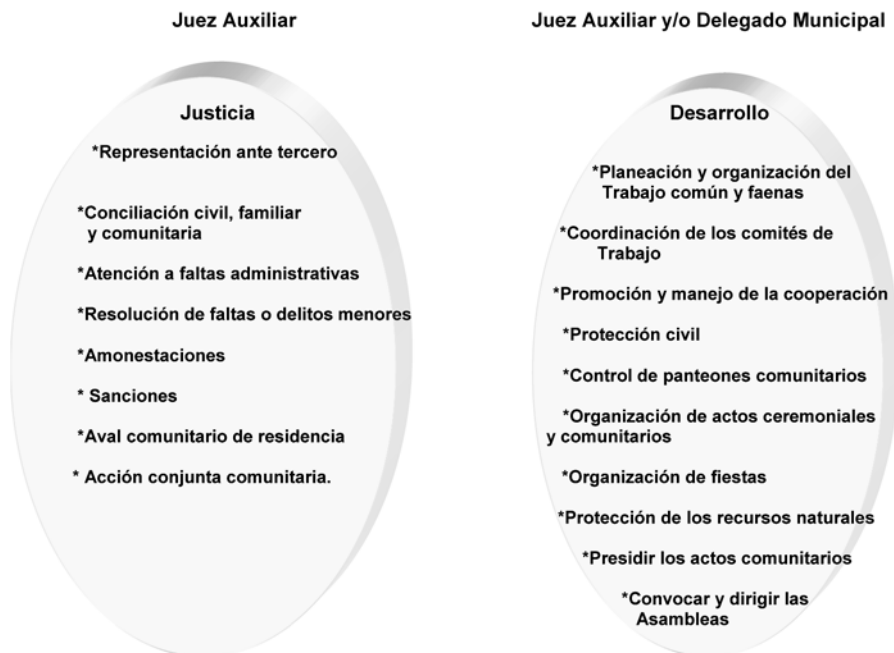 Juez Auxiliar
Justicia
*Representación ante tercero
*Conciliación civil, familiar
y comunitaria
*Atención a faltas administrativas
*Resolución de faltas o delitos menores
*Amonestaciones
* Sanciones
*Aval comunitario de residencia
* Acción conjunta comunitaria.
Juez Auxiliar y/o Delegado Municipal
Desarrollo
*Planeación y organización del
Trabajo común y faenas
*Coordinación de los comités de
Trabajo
*Promoción y manejo de la cooperación
*Protección civil
*Control de panteones comunitarios
*Organización de actos ceremoniales
y comunitarios
*Organización de fiestas
*Protección de los recursos naturales
*Presidir los actos comunitarios
*Convocar y dirigir las
Asambleas